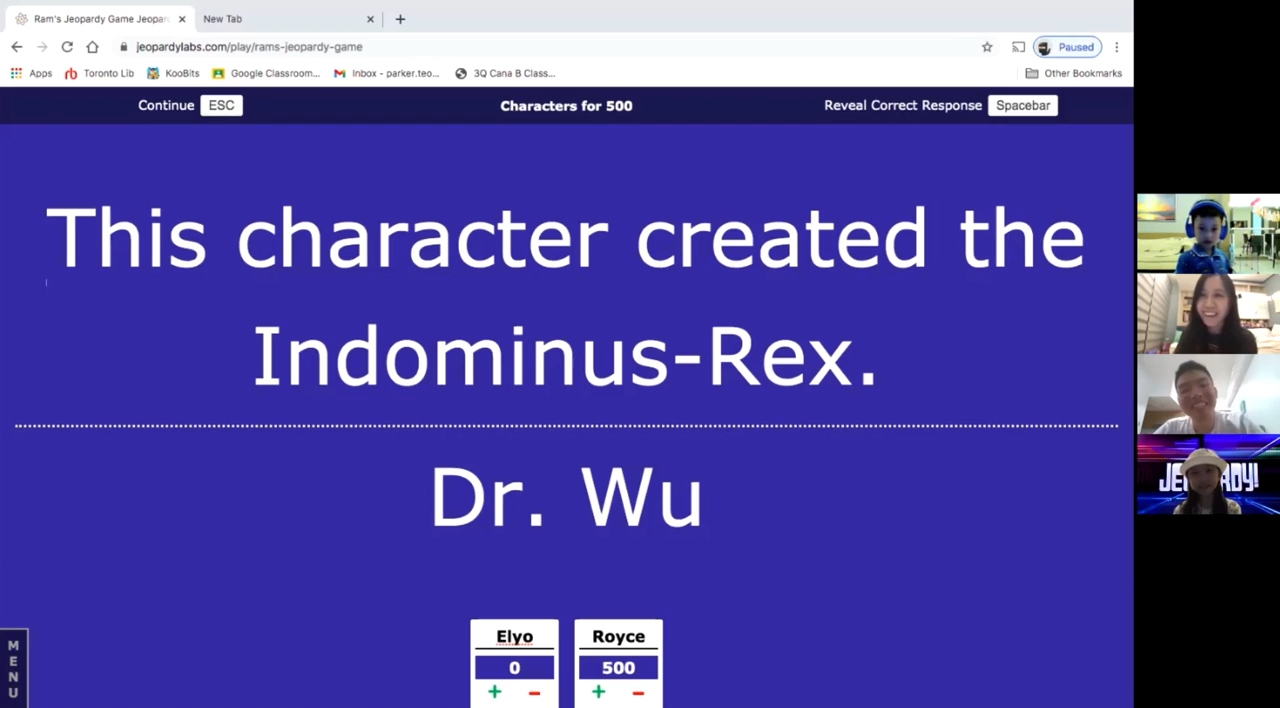 Ram's Jeopardy Game Jeopar
New Tab
jeopardylabs.com/play/rams-jeopardy-game
Paused
Apps
Toronto Lib
KooBits
Google Classroom...
Inbox - parker.teo...
3Q Cana B Class...
Other Bookmarks
Continue ESC
Characters for 500
Reveal Correct Response Spacebar
This character created the
Indominus-Rex.
Dr. Wu
MENU
Elyo
0
+ −
Royce
500
+ −